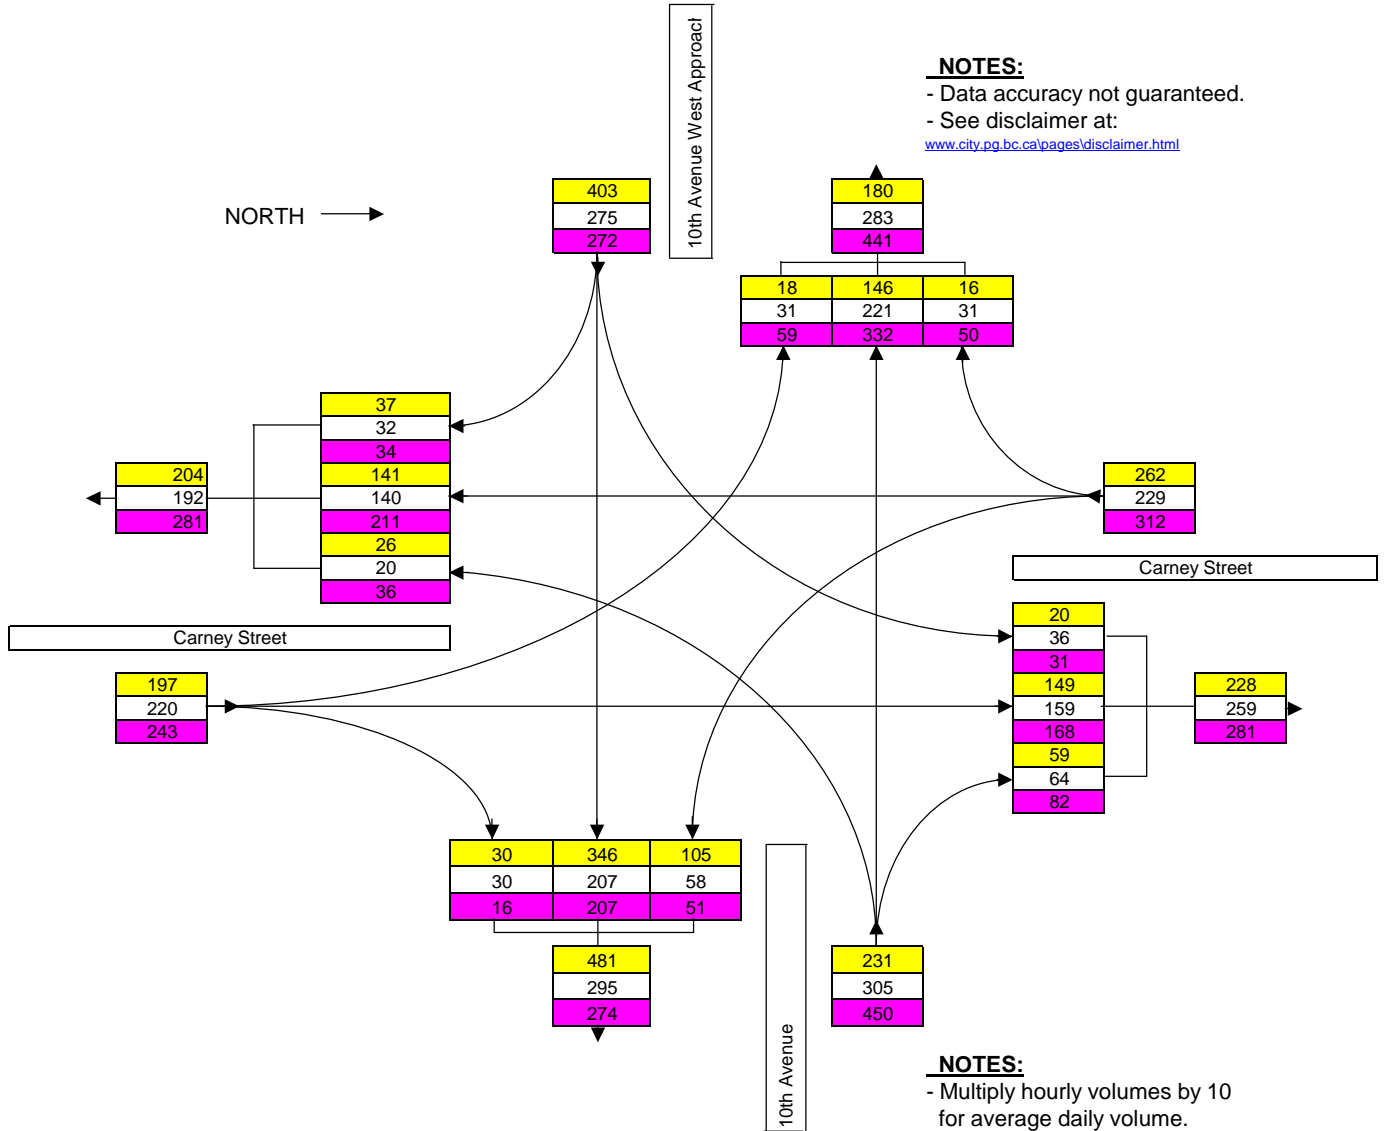 10th Avenue West Approach
NOTES:
- Data accuracy not guaranteed.
- See disclaimer at:
www.city.pg.bc.ca\pages\disclaimer.html
NORTH
403
275
272
180
283
441
18 146 16
31 221 31
59 332 50
37
32
34
141
140
211
26
20
36
204
192
281
262
229
312
Carney Street
Carney Street
197
220
243
20
36
31
149
159
168
59
64
82
228
259
281
30 346 105
30 207 58
16 207 51
481
295
274
10th Avenue
231
305
450
NOTES:
- Multiply hourly volumes by 10
for average daily volume.